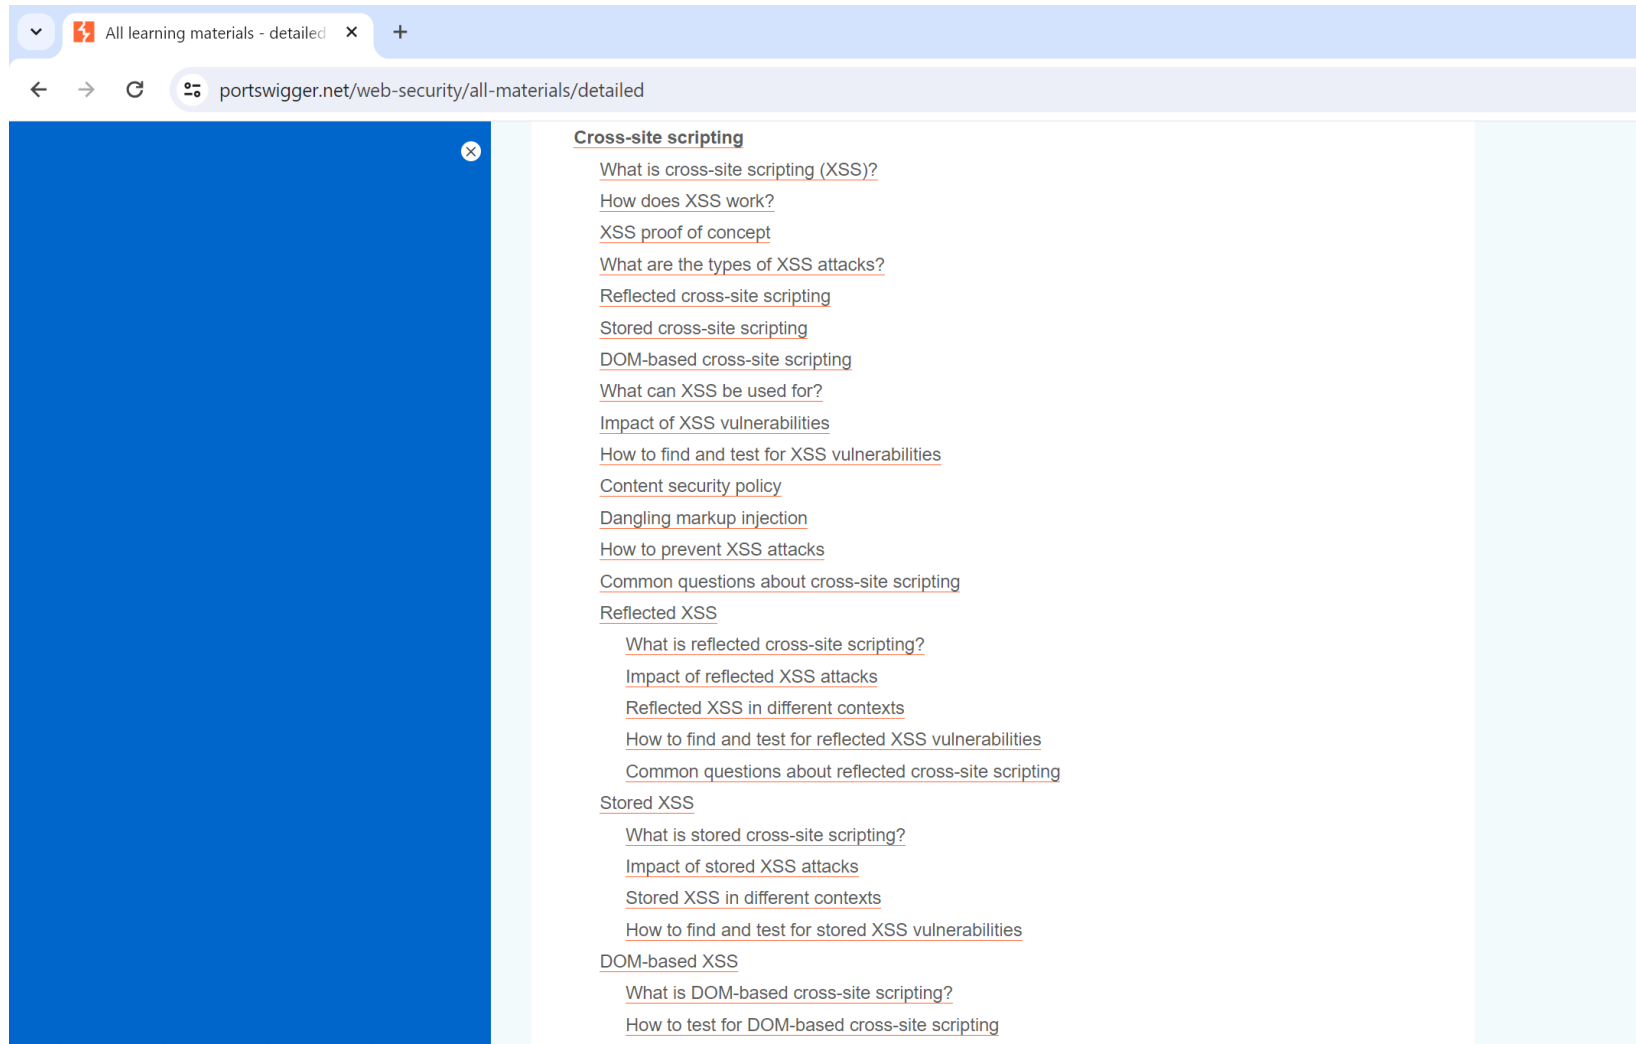 All learning materials - detailed
portswigger.net/web-security/all-materials/detailed
Cross-site scripting
What is cross-site scripting (XSS)?
How does XSS work?
XSS proof of concept
What are the types of XSS attacks?
Reflected cross-site scripting
Stored cross-site scripting
DOM-based cross-site scripting
What can XSS be used for?
Impact of XSS vulnerabilities
How to find and test for XSS vulnerabilities
Content security policy
Dangling markup injection
How to prevent XSS attacks
Common questions about cross-site scripting
Reflected XSS
What is reflected cross-site scripting?
Impact of reflected XSS attacks
Reflected XSS in different contexts
How to find and test for reflected XSS vulnerabilities
Common questions about reflected cross-site scripting
Stored XSS
What is stored cross-site scripting?
Impact of stored XSS attacks
Stored XSS in different contexts
How to find and test for stored XSS vulnerabilities
DOM-based XSS
What is DOM-based cross-site scripting?
How to test for DOM-based cross-site scripting